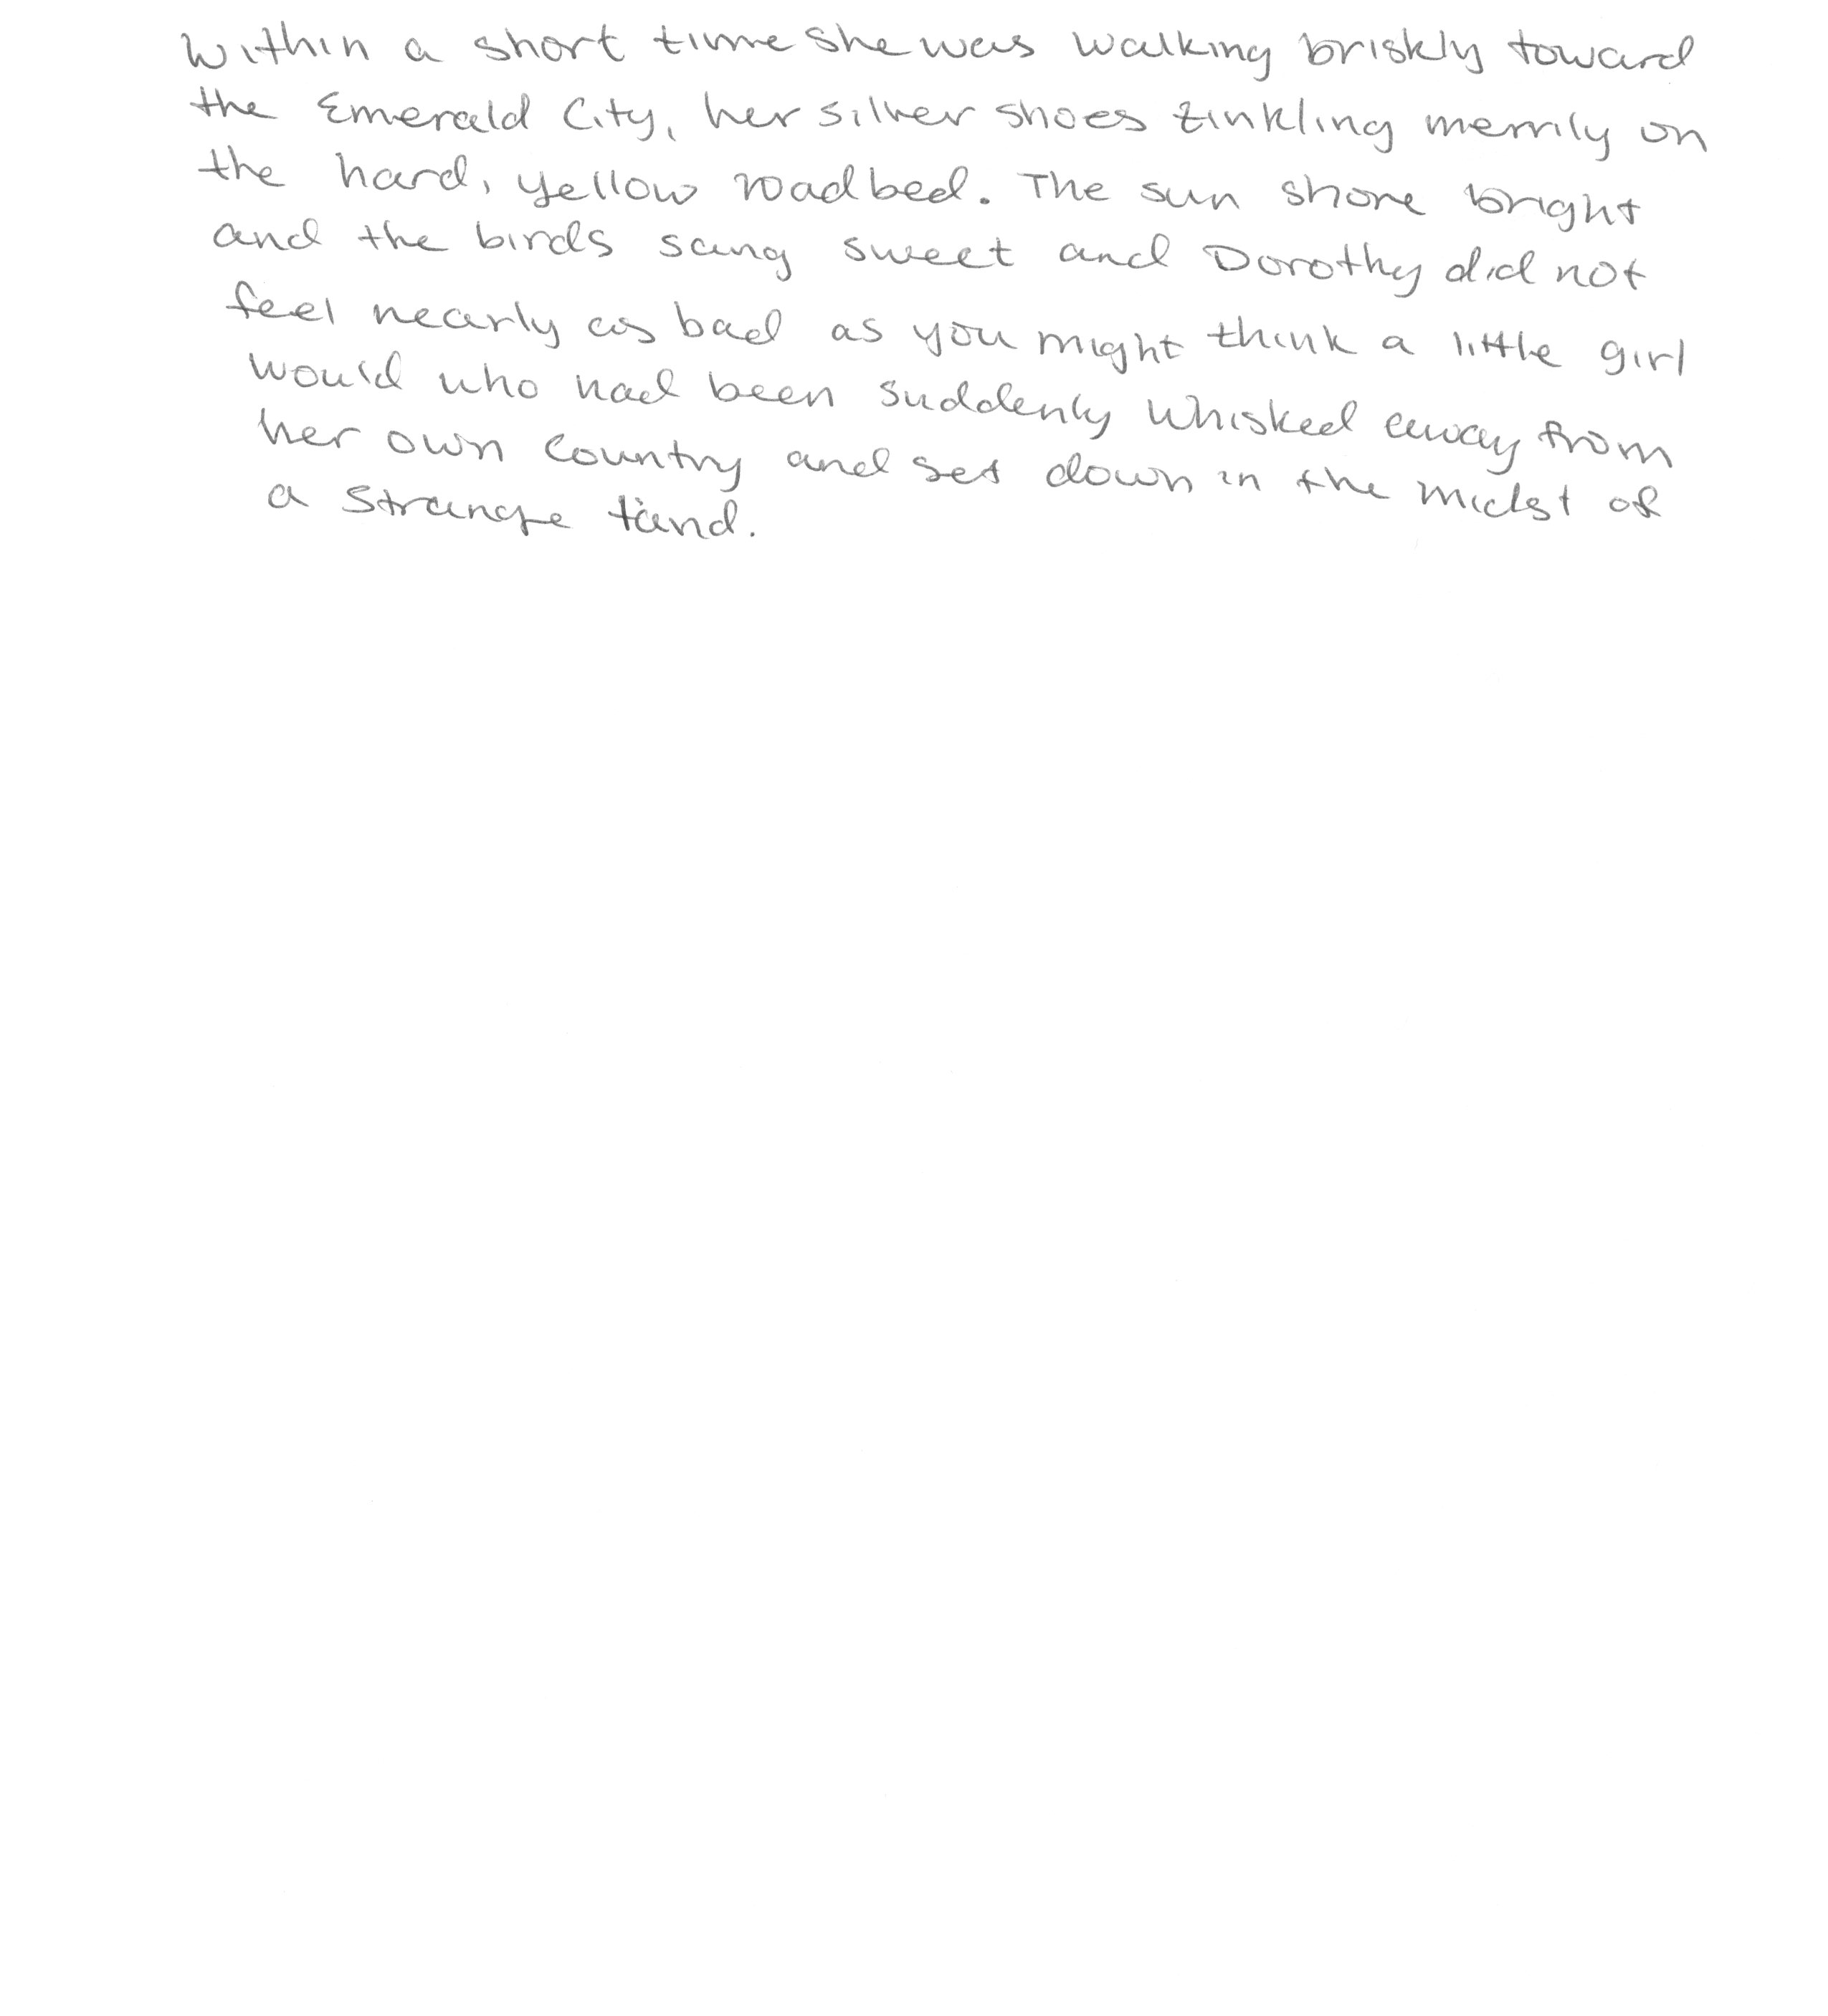 Within a short time she was walking briskly toward
the Emerald City, her silver shoes tinkling merrily on
the hard, yellow roadbed. The sun shone bright
and the birds sang sweet and Dorothy did not
feel nearly as bad as you might think a little girl
would who had been suddenly whisked away from
her own country and set down in the midst of
a strange land.